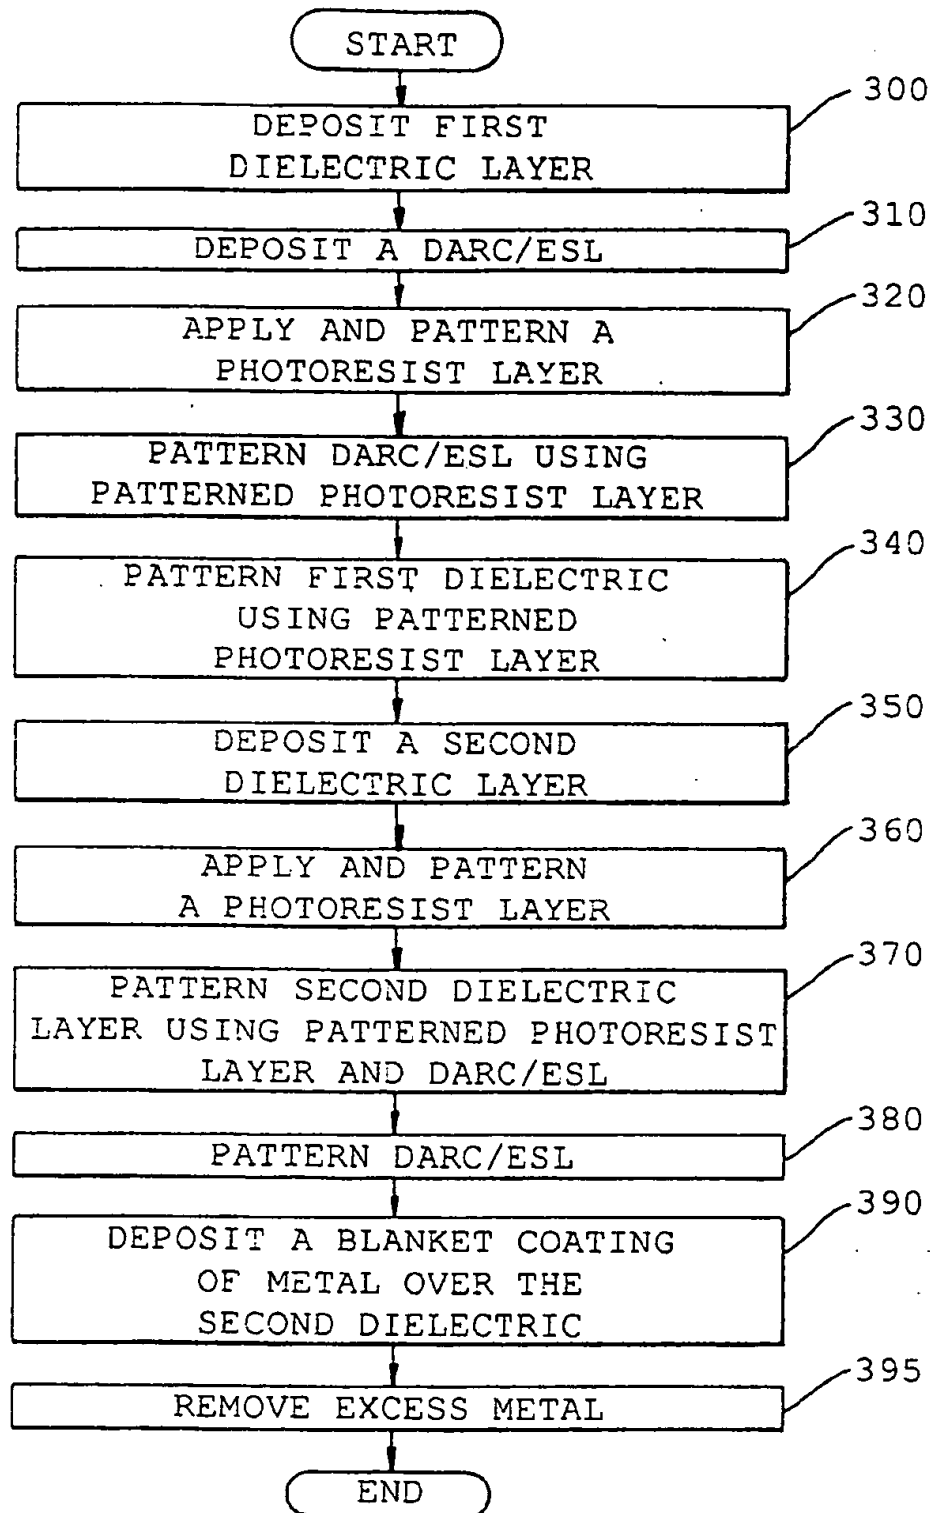 START
300
DEPOSIT FIRST
DIELECTRIC LAYER
310
DEPOSIT A DARC/ESL
320
APPLY AND PATTERN A
PHOTORESIST LAYER
330
PATTERN DARC/ESL USING
PATTERNED PHOTORESIST LAYER
340
PATTERN FIRST DIELECTRIC
USING PATTERNED
PHOTORESIST LAYER
350
DEPOSIT A SECOND
DIELECTRIC LAYER
360
APPLY AND PATTERN
A PHOTORESIST LAYER
370
PATTERN SECOND DIELECTRIC
LAYER USING PATTERNED PHOTORESIST
LAYER AND DARC/ESL
380
PATTERN DARC/ESL
390
DEPOSIT A BLANKET COATING
OF METAL OVER THE
SECOND DIELECTRIC
395
REMOVE EXCESS METAL
END